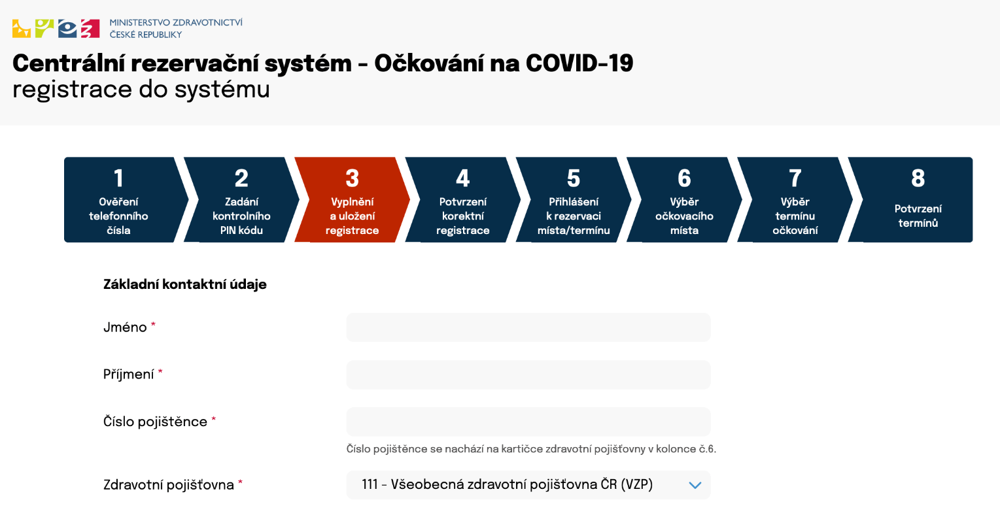 MINISTERSTVO ZDRAVOTNICTVÍ
ČESKÉ REPUBLIKY
Centrální rezervační systém - Očkování na COVID-19
registrace do systému
1
Ověření
telefonního
čísla
2
Zadání
kontrolního
PIN kódu
3
Vyplnění
a uložení
registrace
4
Potvrzení
korektní
registrace
5
Přihlášení
k rezervaci
místa/termínu
6
Výběr
očkovacího
místa
7
Výběr
termínu
očkování
8
Potvrzení
termínů
Základní kontaktní údaje
Jméno *
Příjmení *
Číslo pojištěnce *
Číslo pojištěnce se nachází na kartičce zdravotní pojišťovny v kolonce č.6.
Zdravotní pojišťovna *
111 - Všeobecná zdravotní pojišťovna ČR (VZP)